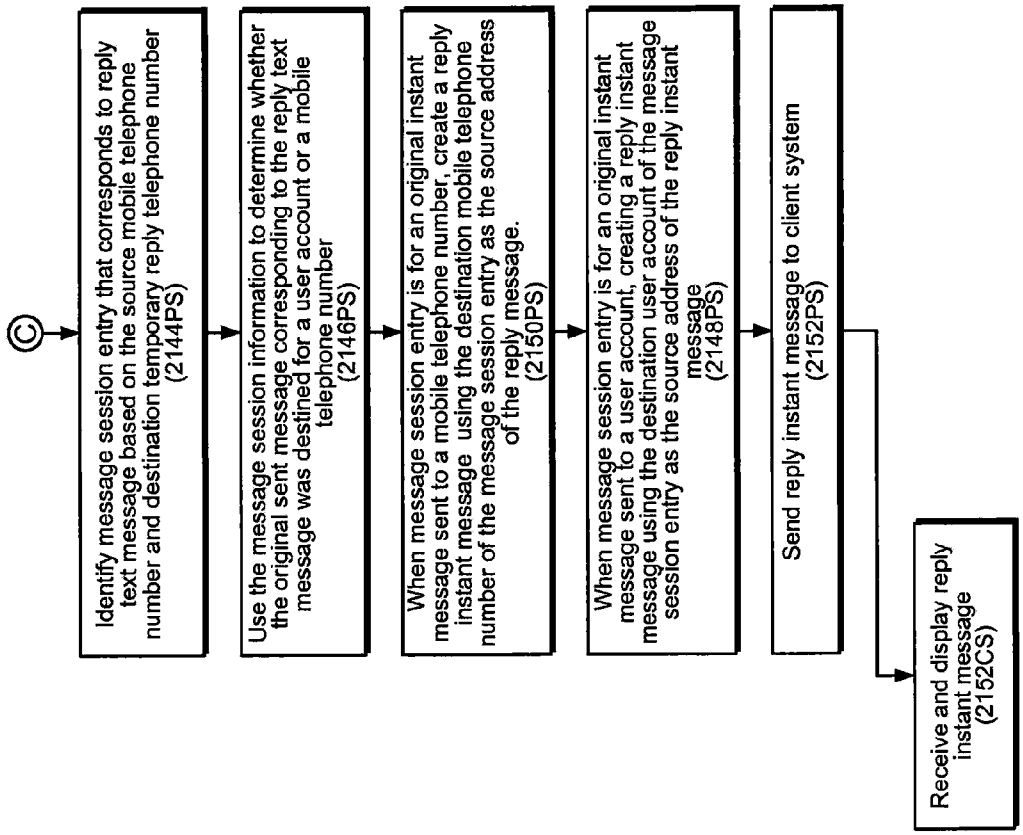 C
Identify message session entry that corresponds to reply
text message based on the source mobile telephone
number and destination temporary reply telephone number
(2144PS)
Use the message session information to determine whether
the original sent message corresponding to the reply text
message was destined for a user account or a mobile
telephone number
(2146PS)
When message session entry is for an original instant
message sent to a mobile telephone number, create a reply
instant message using the destination mobile telephone
number of the message session entry as the source address
of the reply message.
(2150PS)
When message session entry is for an original instant
message sent to a user account, creating a reply instant
message using the destination user account of the message
session entry as the source address of the reply instant
message
(2148PS)
Send reply instant message to client system
(2152PS)
Receive and display reply
instant message
(2152CS)